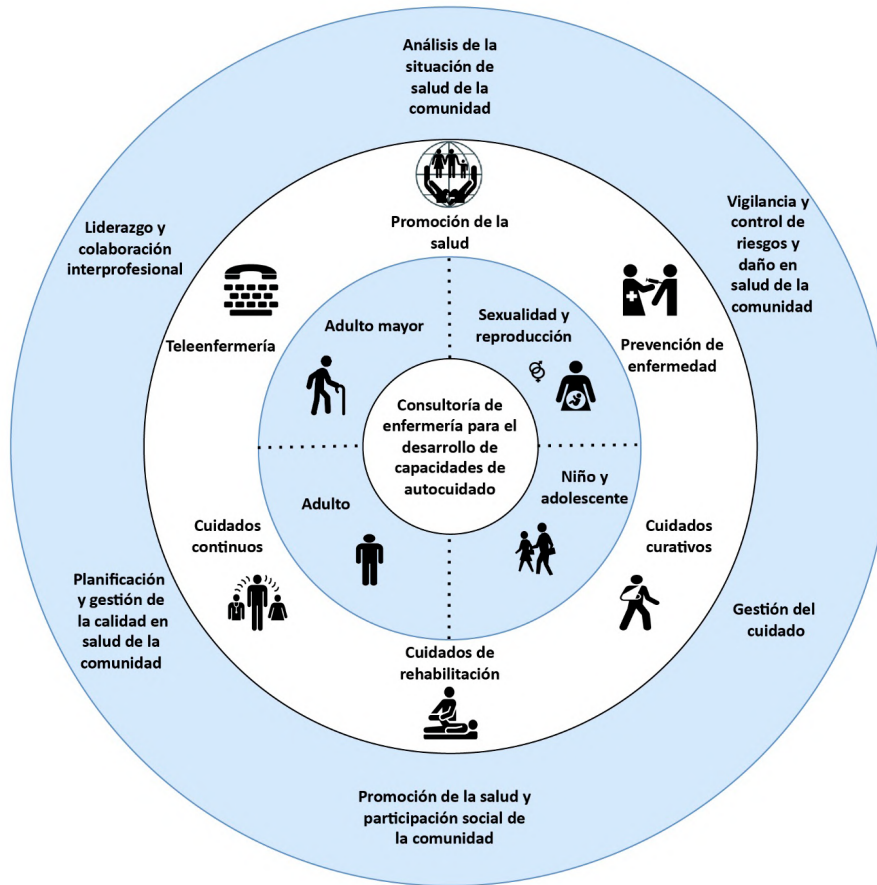 Análisis de la
situación de
salud de la
comunidad
Liderazgo y
colaboración
interprofesional
Vigilancia y
control de
riesgos y
daño en
salud de la
comunidad
Promoción de la
salud
Teleenfermería
Prevención de
enfermedad
Adulto mayor
Sexualidad y
reproducción
Consultoría de
enfermería para el
desarrollo de
capacidades de
autocuidado
Adulto
Niño y
adolescente
Cuidados
continuos
Cuidados
curativos
Planificación
y gestión de
la calidad en
salud de la
comunidad
Gestión del
cuidado
Cuidados de
rehabilitación
Promoción de la salud y
participación social de
la comunidad